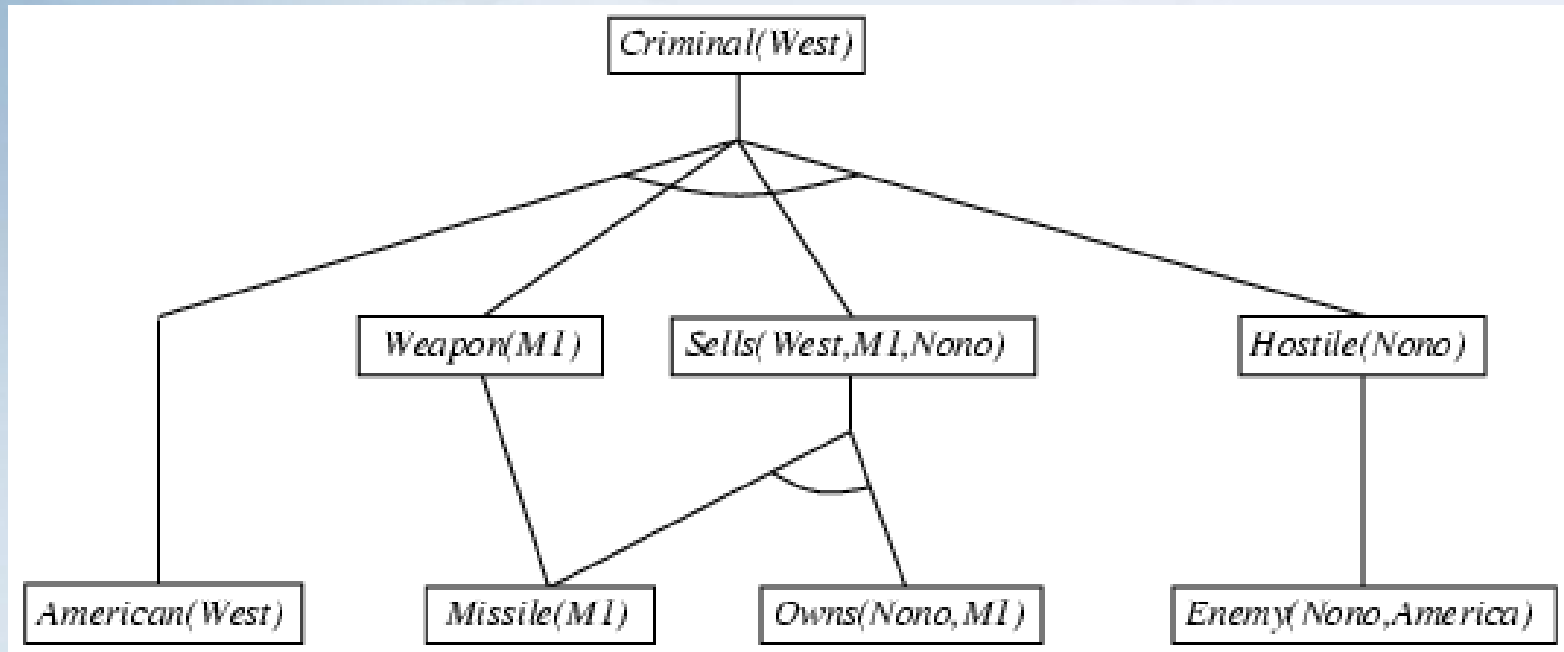 Criminal(West)
Weapon(M1)
Sells(West,M1,Nono)
Hostile(Nono)
American(West)
Missile(M1)
Owns(Nono,M1)
Enemy(Nono,America)